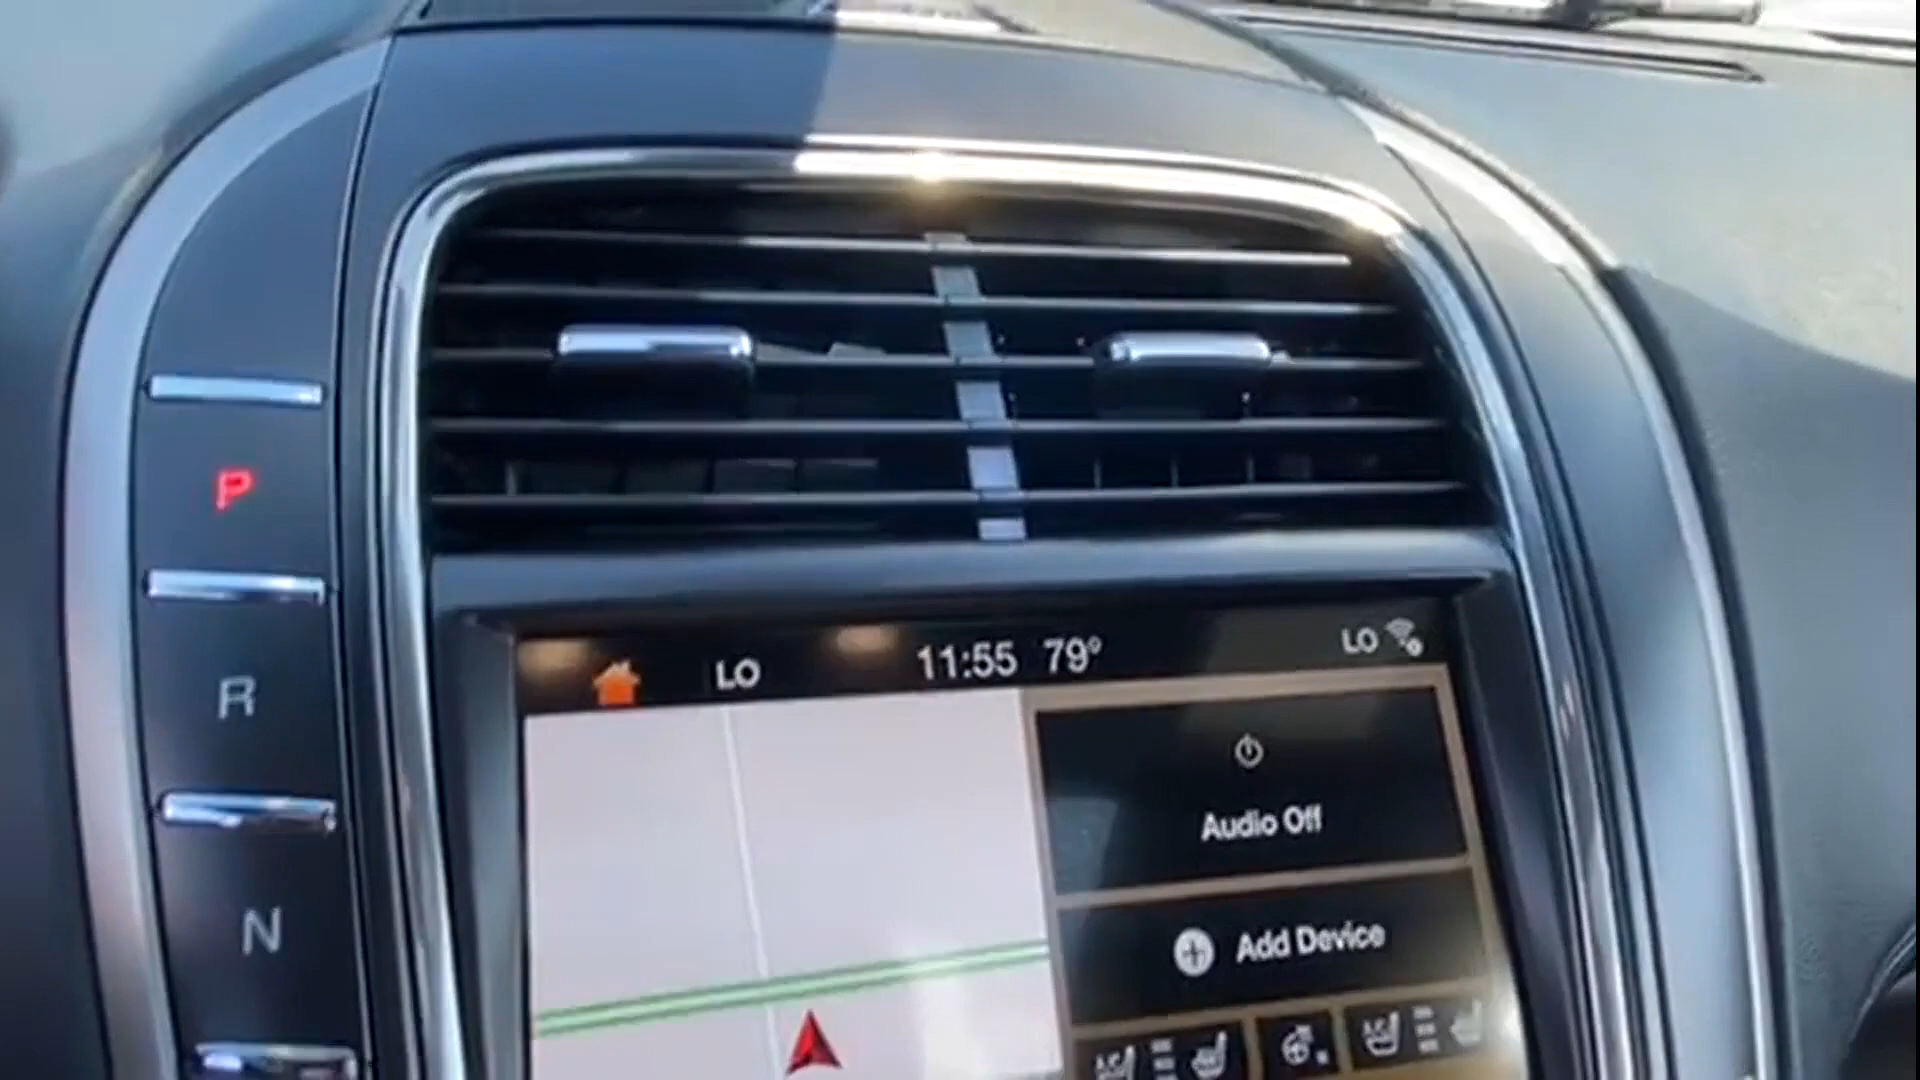 P
R
N
LO 11:55 79° LO
Audio Off
Add Device
A/C A/C